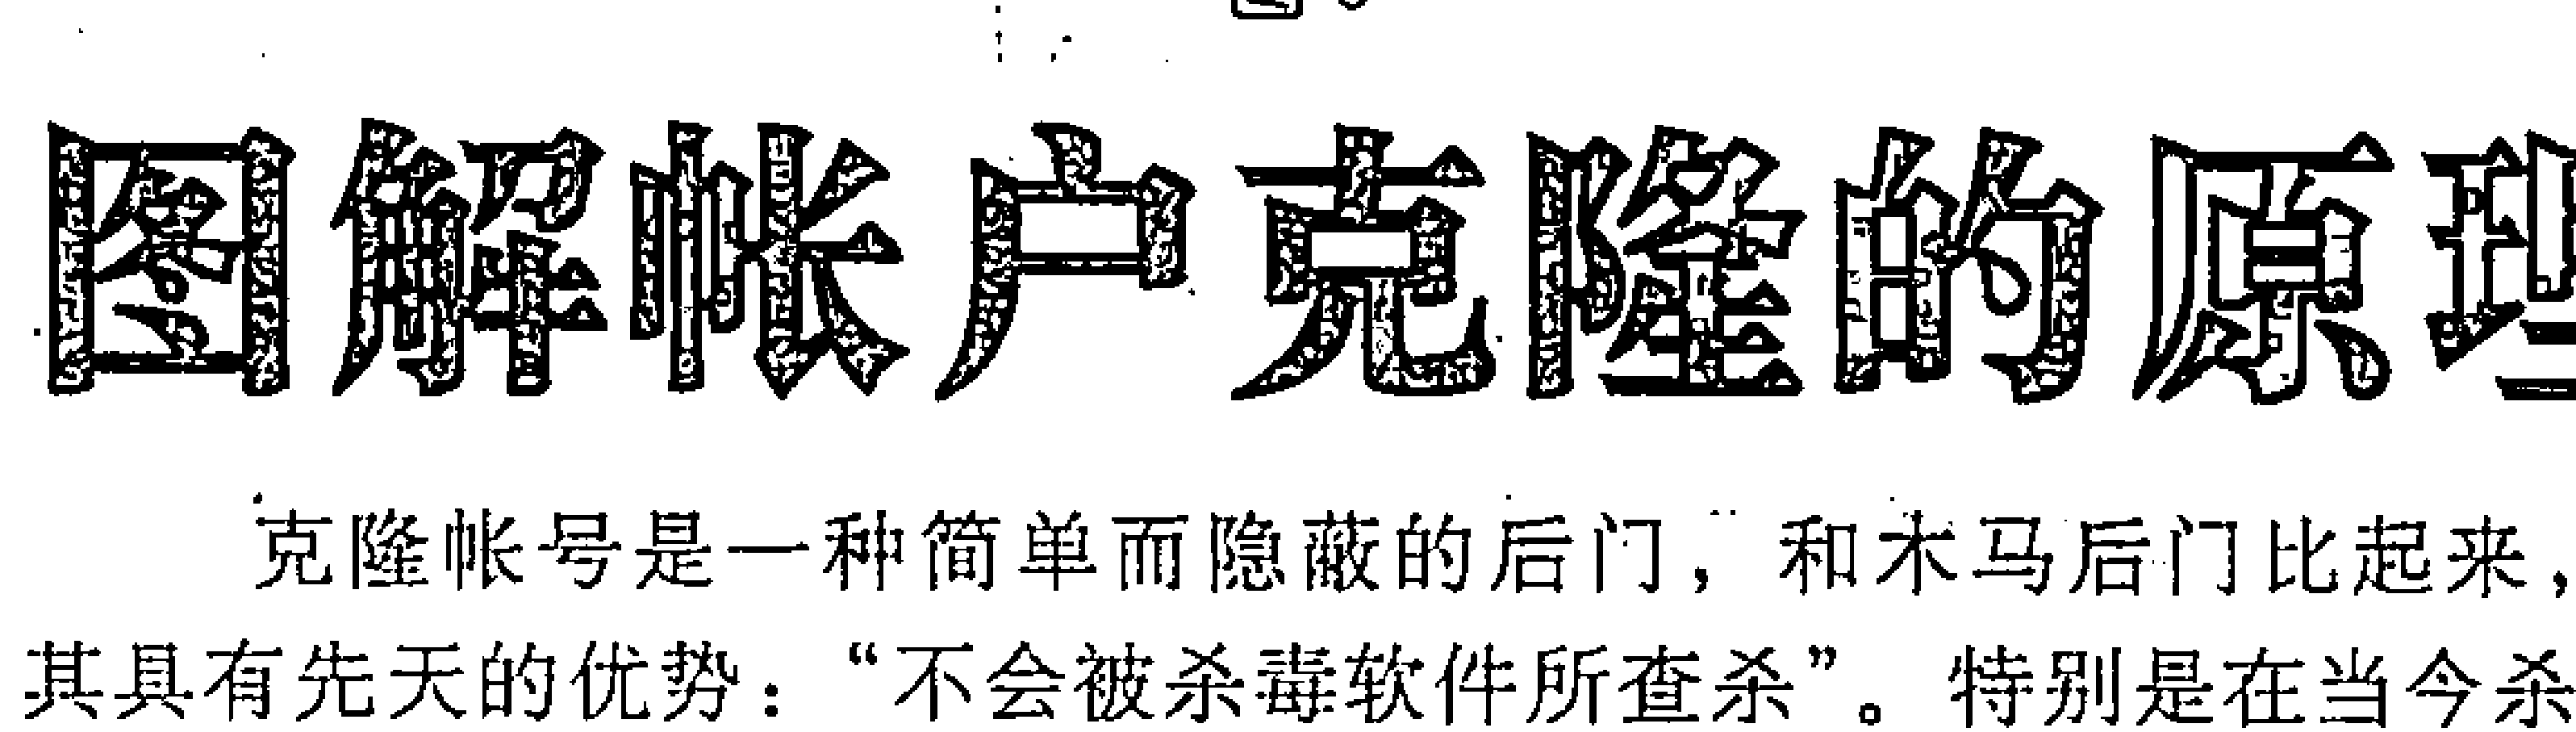 图解帐户克隆的原理
克隆帐号是一种简单而隐蔽的后门，和木马后门比起来，
其具有先天的优势：“不会被杀毒软件所查杀”。特别是在当今杀